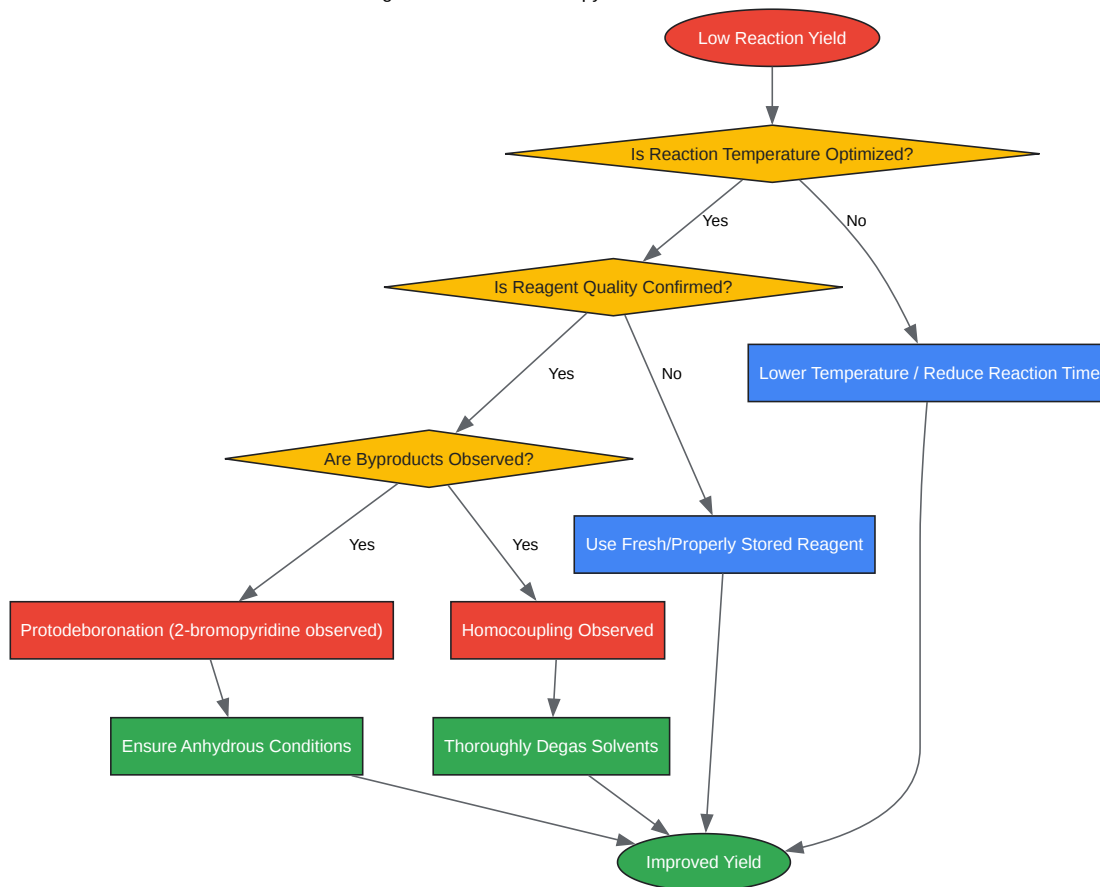 Low Reaction Yield
Is Reaction Temperature Optimized?
Yes
No
Is Reagent Quality Confirmed?
Lower Temperature / Reduce Reaction Time
Yes
No
Are Byproducts Observed?
Use Fresh/Properly Stored Reagent
Yes
Yes
Protodeboronation (2-bromopyridine observed)
Homocoupling Observed
Ensure Anhydrous Conditions
Thoroughly Degas Solvents
Improved Yield